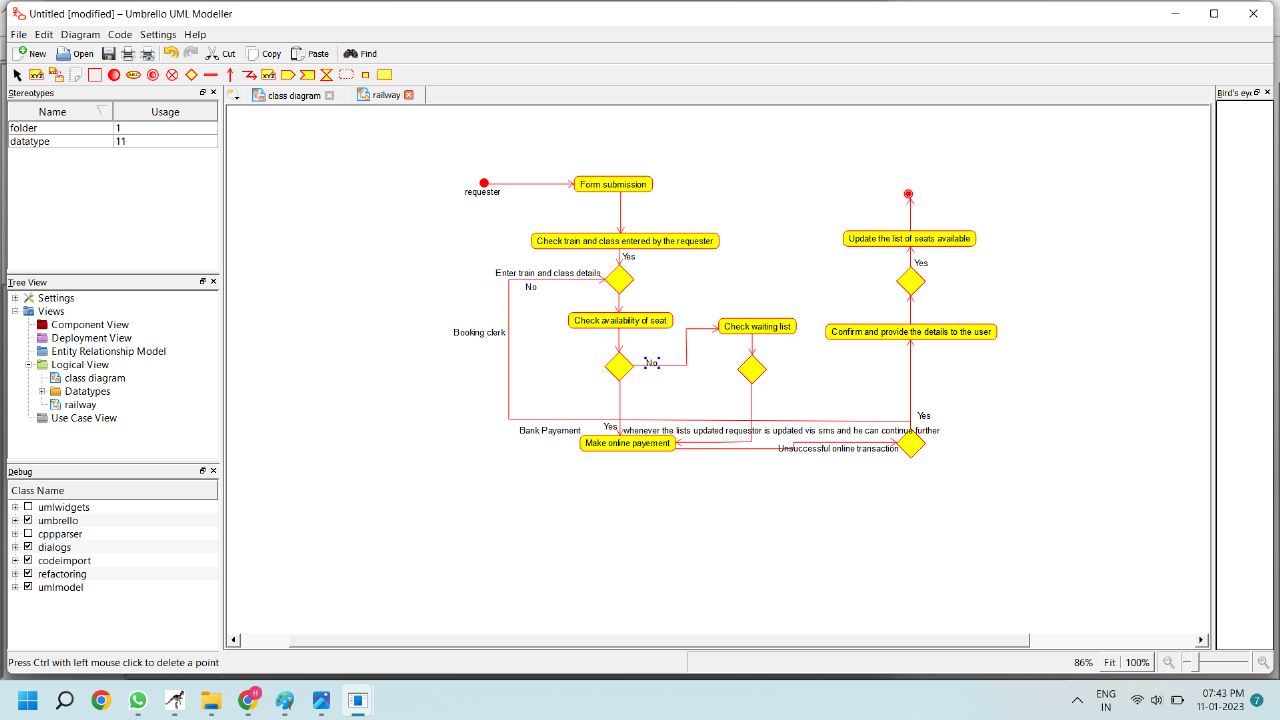 Untitled [modified] – Umbrello UML Modeller
File Edit Diagram Code Settings Help
New Open Cut Copy Paste Find
Stereotypes
Name Usage
folder 1
datatype 11
class diagram railway
Bird's eye
requester
Form submission
Check train and class entered by the requester
Yes
Enter train and class details
No
Booking clerk
Check availability of seat
Check waiting list
No
Update the list of seats available
Yes
Confirm and provide the details to the user
Yes
Bank Payement
Yes
whenever the lists updated requestor is updated vis sms and he can continue further
Make online payement
Unsuccessful online transaction
Tree View
Settings
Views
Component View
Deployment View
Entity Relationship Model
Logical View
class diagram
Datatypes
railway
Use Case View
Debug
Class Name
umlwidgets
umbrello
cppparser
dialogs
codeimport
refactoring
umlmodel
Press Ctrl with left mouse click to delete a point
86% Fit 100%
ENG
IN
07:43 PM
11-01-2023
7